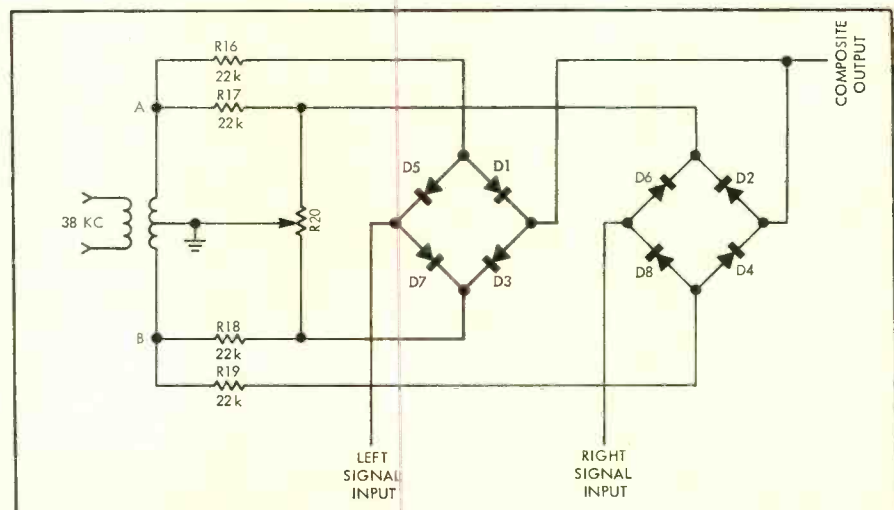 R16
22k
A
R17
22k
38 KC
R20
B
R18
22k
R19
22k
D5
D1
D7
D3
D6
D2
D8
D4
COMPOSITE
OUTPUT
LEFT
SIGNAL
INPUT
RIGHT
SIGNAL
INPUT